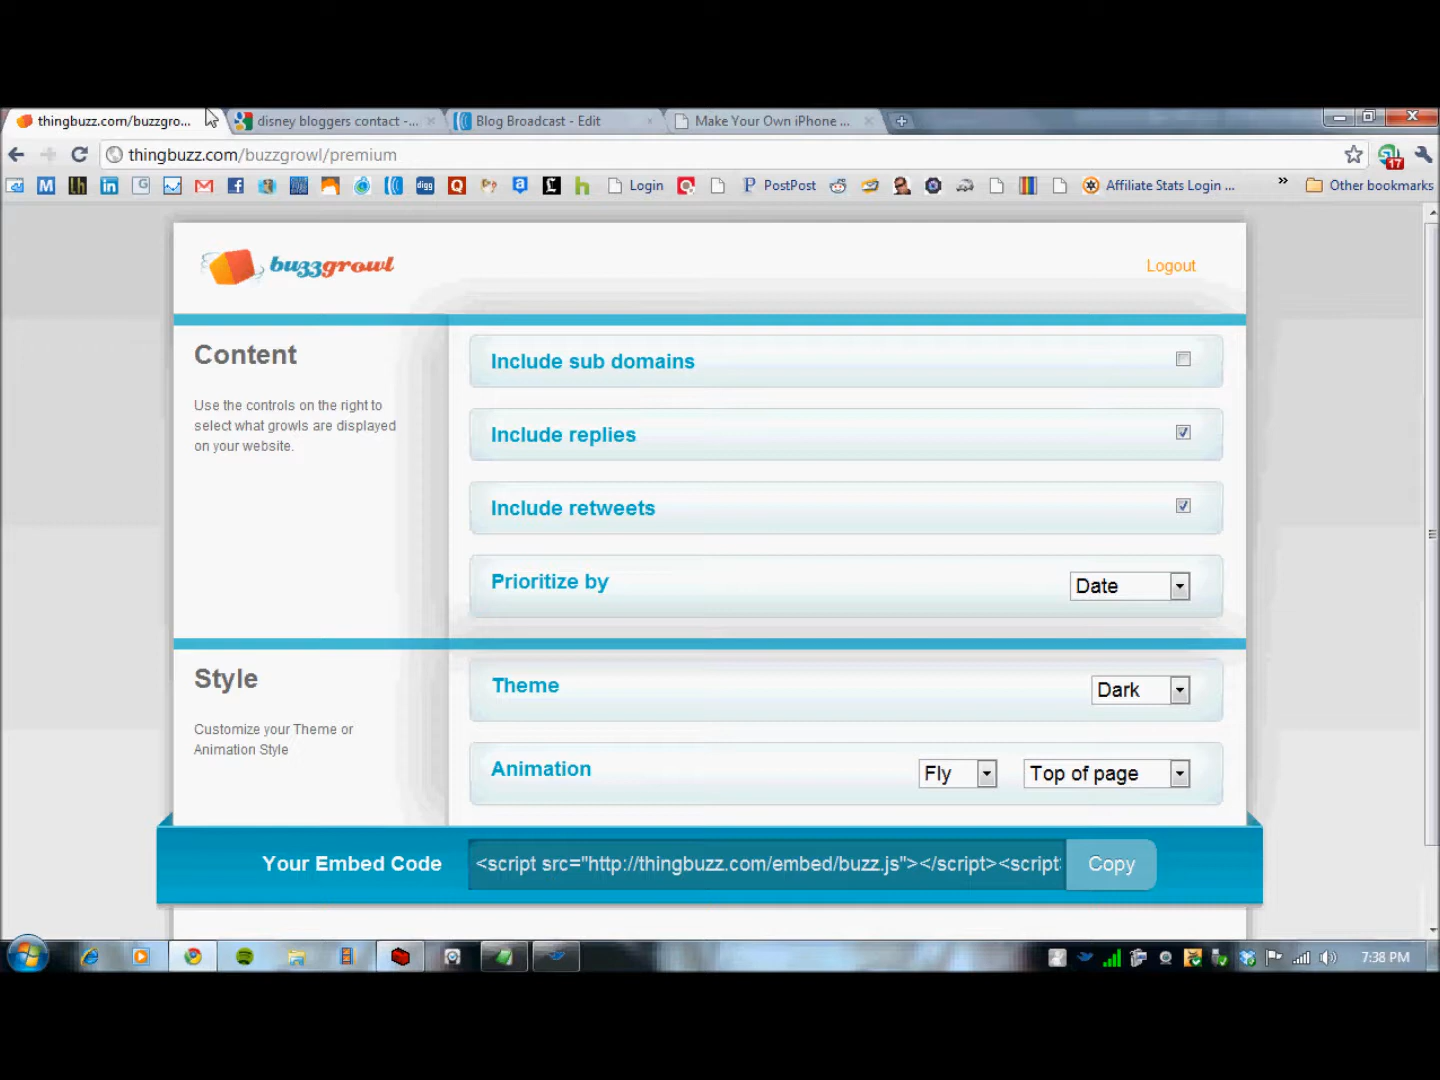 thingbuzz.com/buzzgro...
disney bloggers contact -...
Blog Broadcast - Edit
Make Your Own iPhone ...
thingbuzz.com/buzzgrowl/premium
17
M
lh
in
G
digg
Q
a
L
h
Login
P PostPost
Affiliate Stats Login ...
»
Other bookmarks
buzzgrowl
Logout
Content
Use the controls on the right to
select what growls are displayed
on your website.
Include sub domains
Include replies
Include retweets
Prioritize by
Date
Style
Customize your Theme or
Animation Style
Theme
Dark
Animation
Fly
Top of page
Your Embed Code
<script src="http://thingbuzz.com/embed/buzz.js"></script><script
Copy
7:38 PM